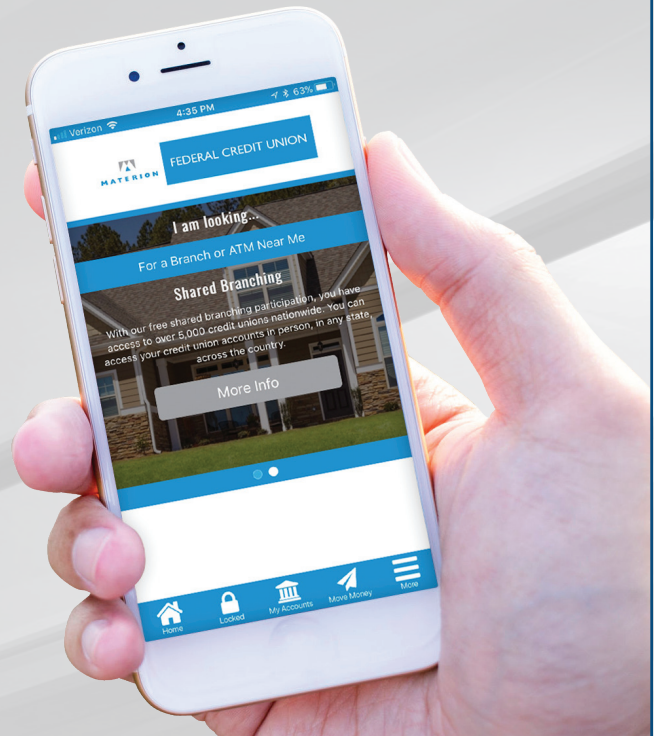 Verizon 4:35 PM 63%
MATERION
FEDERAL CREDIT UNION
I am looking...
For a Branch or ATM Near Me
Shared Branching
With our free shared branching participation, you have
access to over 5,000 credit unions nationwide. You can
access your credit union accounts in person, in any state,
across the country.
More Info
Home Locked My Accounts Move Money More